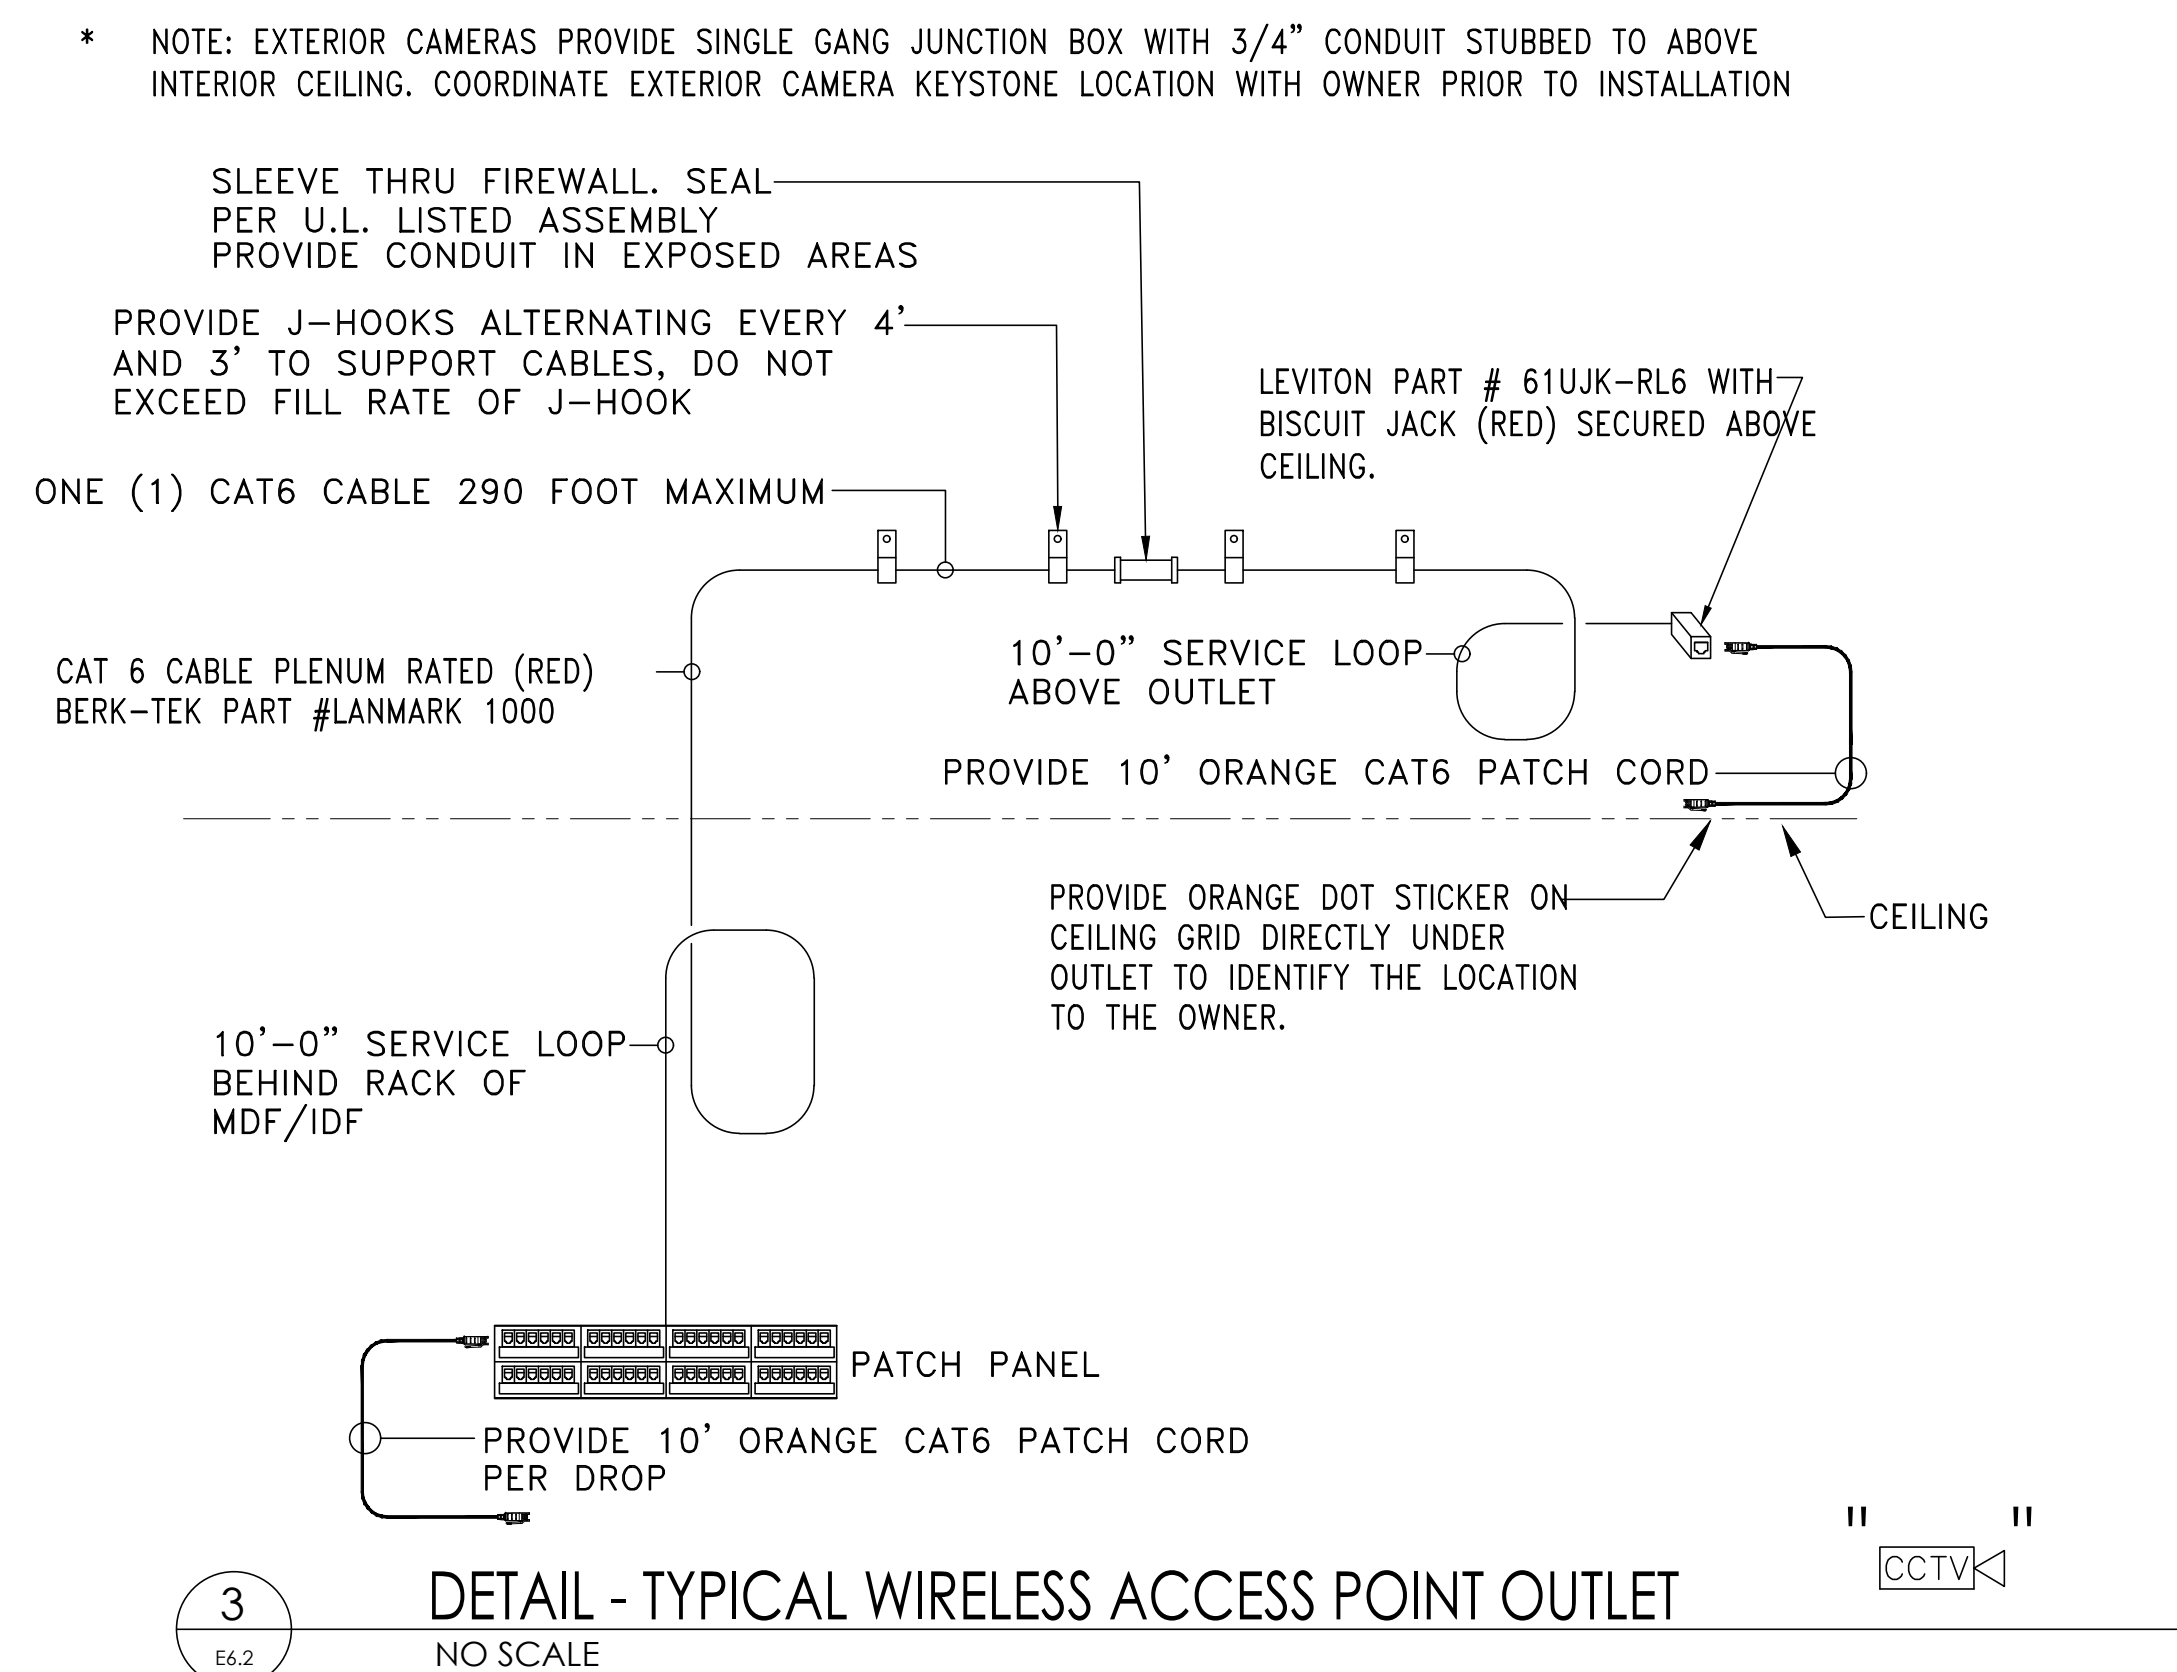 * NOTE: EXTERIOR CAMERAS PROVIDE SINGLE GANG JUNCTION BOX WITH 3/4” CONDUIT STUBBED TO ABOVE
INTERIOR CEILING. COORDINATE EXTERIOR CAMERA KEYSTONE LOCATION WITH OWNER PRIOR TO INSTALLATION
SLEEVE THRU FIREWALL. SEAL
PER U.L. LISTED ASSEMBLY
PROVIDE CONDUIT IN EXPOSED AREAS
PROVIDE J-HOOKS ALTERNATING EVERY 4’
AND 3’ TO SUPPORT CABLES, DO NOT
EXCEED FILL RATE OF J-HOOK
LEVITON PART # 61UJK-RL6 WITH
BISCUIT JACK (RED) SECURED ABOVE
CEILING.
ONE (1) CAT6 CABLE 290 FOOT MAXIMUM
10’-0” SERVICE LOOP
ABOVE OUTLET
CAT 6 CABLE PLENUM RATED (RED)
BERK-TEK PART #LANMARK 1000
PROVIDE 10’ ORANGE CAT6 PATCH CORD
PROVIDE ORANGE DOT STICKER ON
CEILING GRID DIRECTLY UNDER
OUTLET TO IDENTIFY THE LOCATION
TO THE OWNER.
CEILING
10’-0” SERVICE LOOP
BEHIND RACK OF
MDF/IDF
PATCH PANEL
PROVIDE 10’ ORANGE CAT6 PATCH CORD
PER DROP
" "
CCTV
3
E6.2
DETAIL - TYPICAL WIRELESS ACCESS POINT OUTLET
NO SCALE